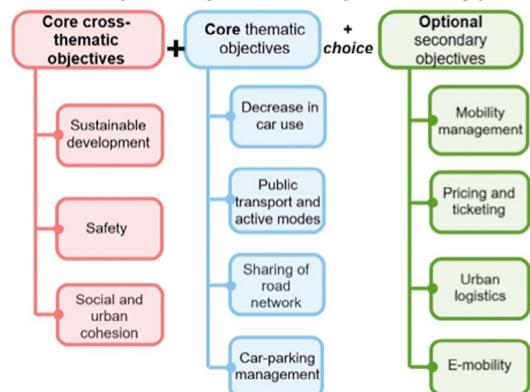 Core cross-
thematic
objectives
+
Core thematic
objectives
+
choice
Optional
secondary
objectives
Sustainable
development
Safety
Social and
urban
cohesion
Decrease in
car use
Public
transport and
active modes
Sharing of
road
network
Car-parking
management
Mobility
management
Pricing and
ticketing
Urban
logistics
E-mobility